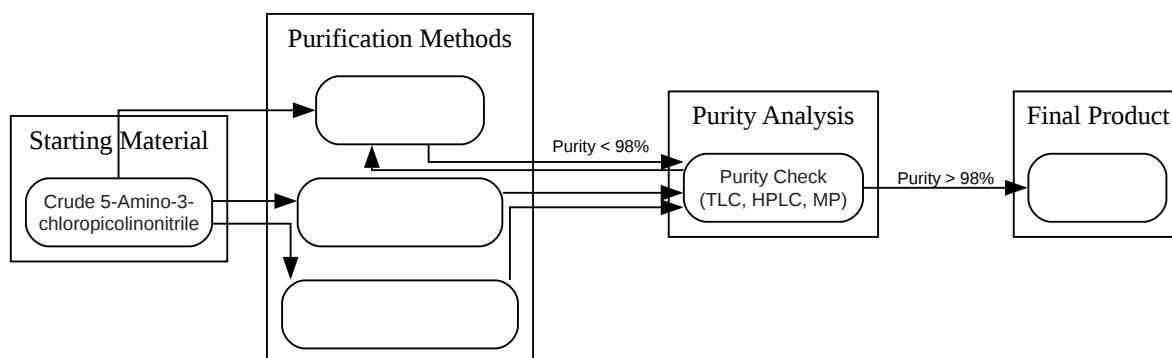 Purification Methods
Starting Material
Crude 5-Amino-3-
chloropicolinonitrile
Purity < 98%
Purity Analysis
Purity Check
(TLC, HPLC, MP)
Purity > 98%
Final Product